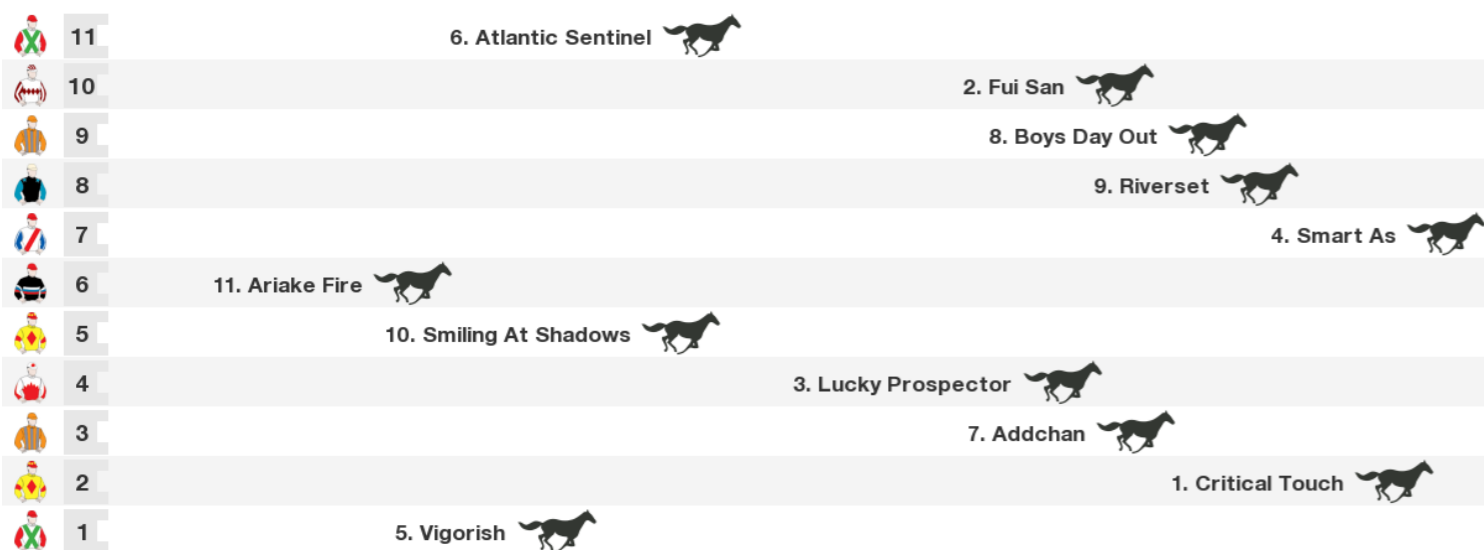 11 6. Atlantic Sentinel
10 2. Fui San
9 8. Boys Day Out
8 9. Riverset
7 4. Smart As
6 11. Ariake Fire
5 10. Smiling At Shadows
4 3. Lucky Prospector
3 7. Addchan
2 1. Critical Touch
1 5. Vigorish